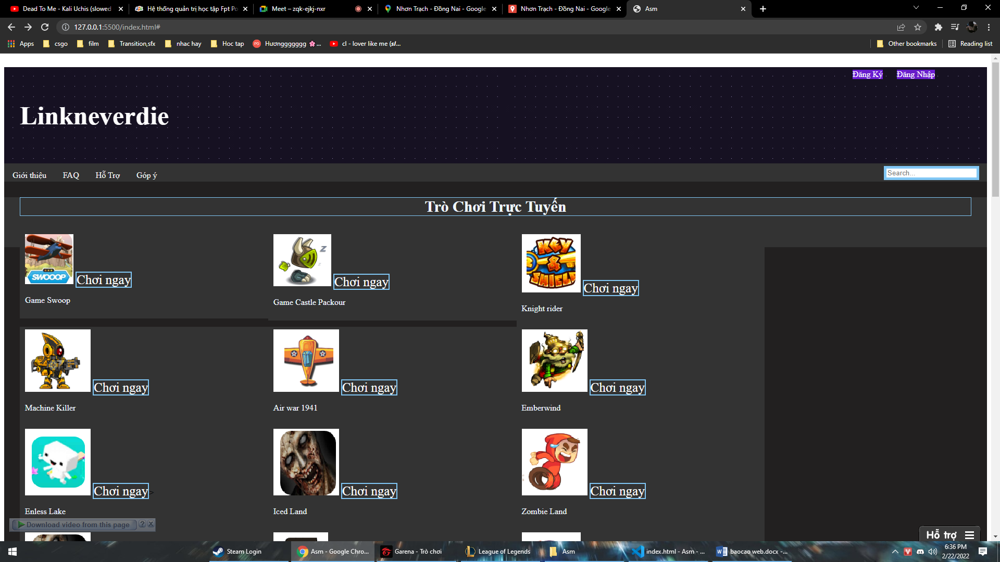 Dead To Me - Kali Uchis (slowed
Hệ thống quản trị học tập Fpt Po
Meet – zqk-ejkj-nxr
Nhơn Trạch - Đồng Nai - Google
Nhơn Trạch - Đồng Nai - Google
Asm
127.0.0.1:5500/index.html#
Apps
csgo
film
Transition,sfx
nhac hay
Hoc tap
Hươnggggggg 🌸...
cl - lover like me (sl...
Other bookmarks
Reading list
Đăng Ký
Đăng Nhập
Linkneverdie
Giới thiệu
FAQ
Hỗ Trợ
Góp ý
Search...
Trò Chơi Trực Tuyến
SWOOOP
Chơi ngay
Z
Chơi ngay
KEY
&
SHIELD
Chơi ngay
Game Swoop
Game Castle Packour
Knight rider
Chơi ngay
Chơi ngay
Chơi ngay
Machine Killer
Air war 1941
Emberwind
Chơi ngay>
Chơi ngay
Chơi ngay
Enless Lake
Iced Land
Zombie Land
Download video from this page
?
X
Hỗ trợ
Steam Login
Asm - Google Chro...
Garena - Trò chơi
League of Legends
Asm
index.html - Asm - ...
baocao web.docx -...
6:36 PM
2/22/2022